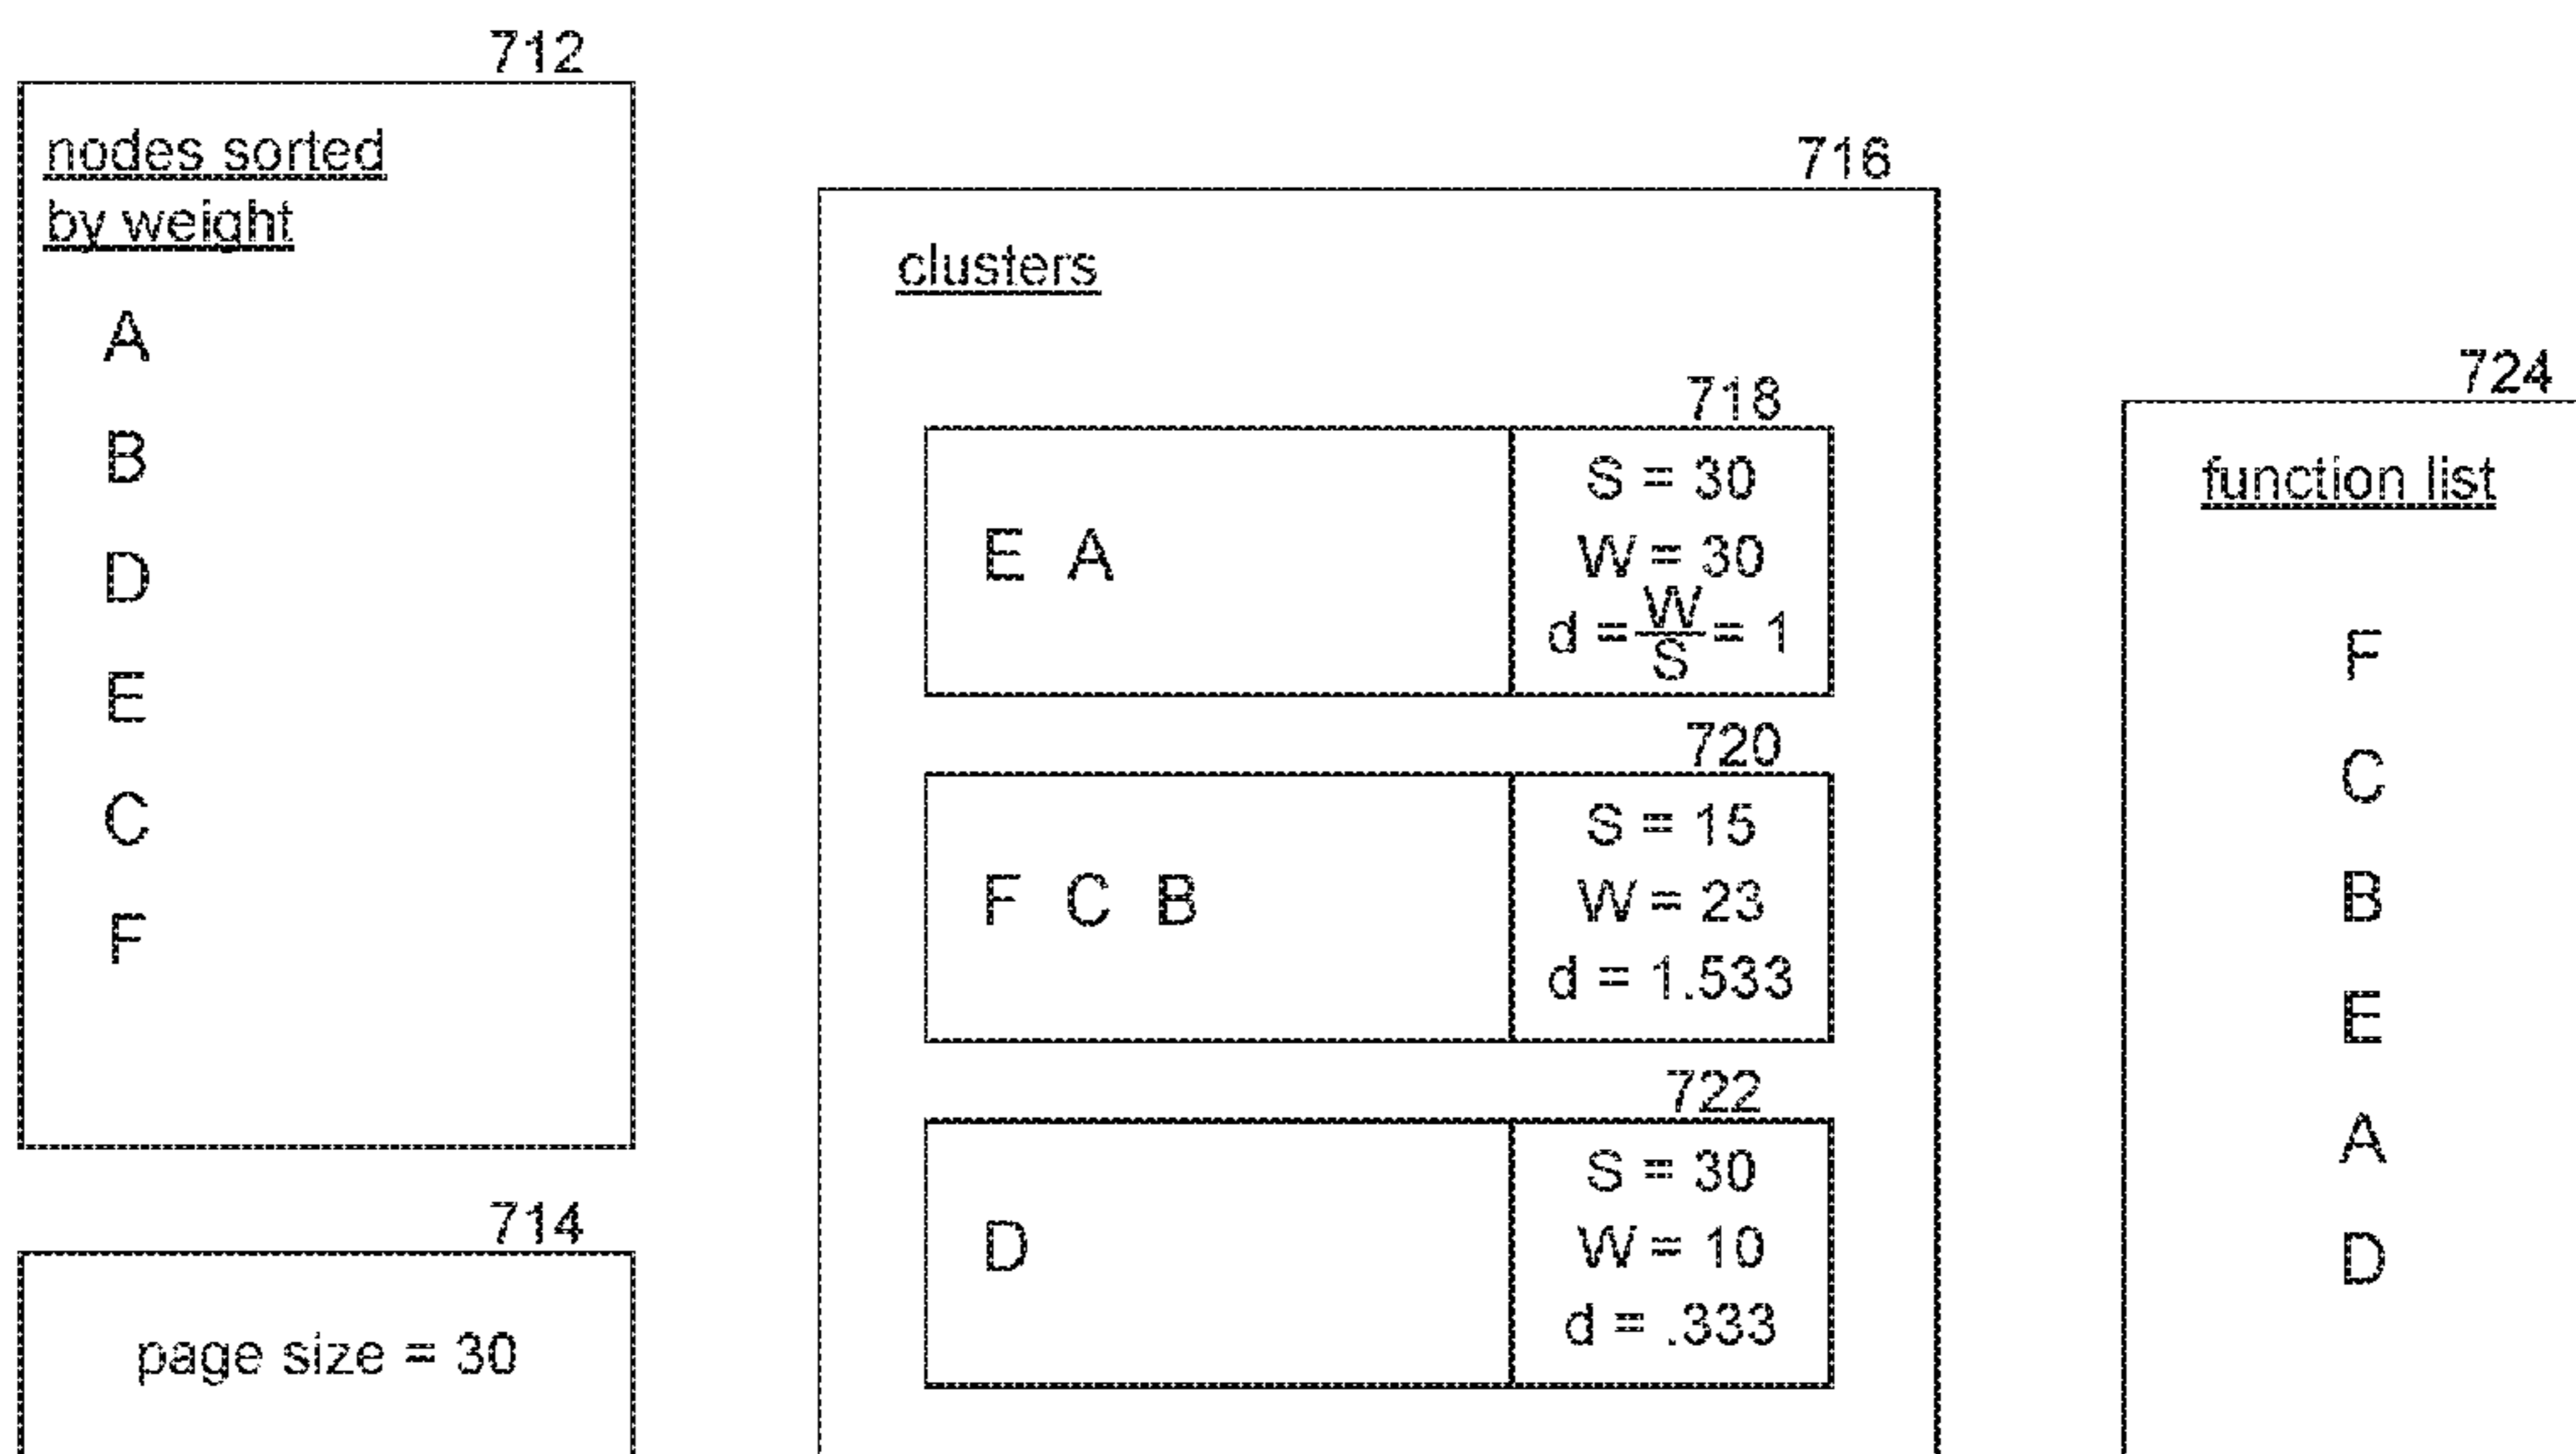 712
nodes sorted
by weight
A
B
D
E
C
F
714
page size = 30
716
clusters
718
E A
S = 30
W = 30
d = W/S = 1
720
F C B
S = 15
W = 23
d = 1.533
722
D
S = 30
W = 10
d = .333
724
function list
F
C
B
E
A
D